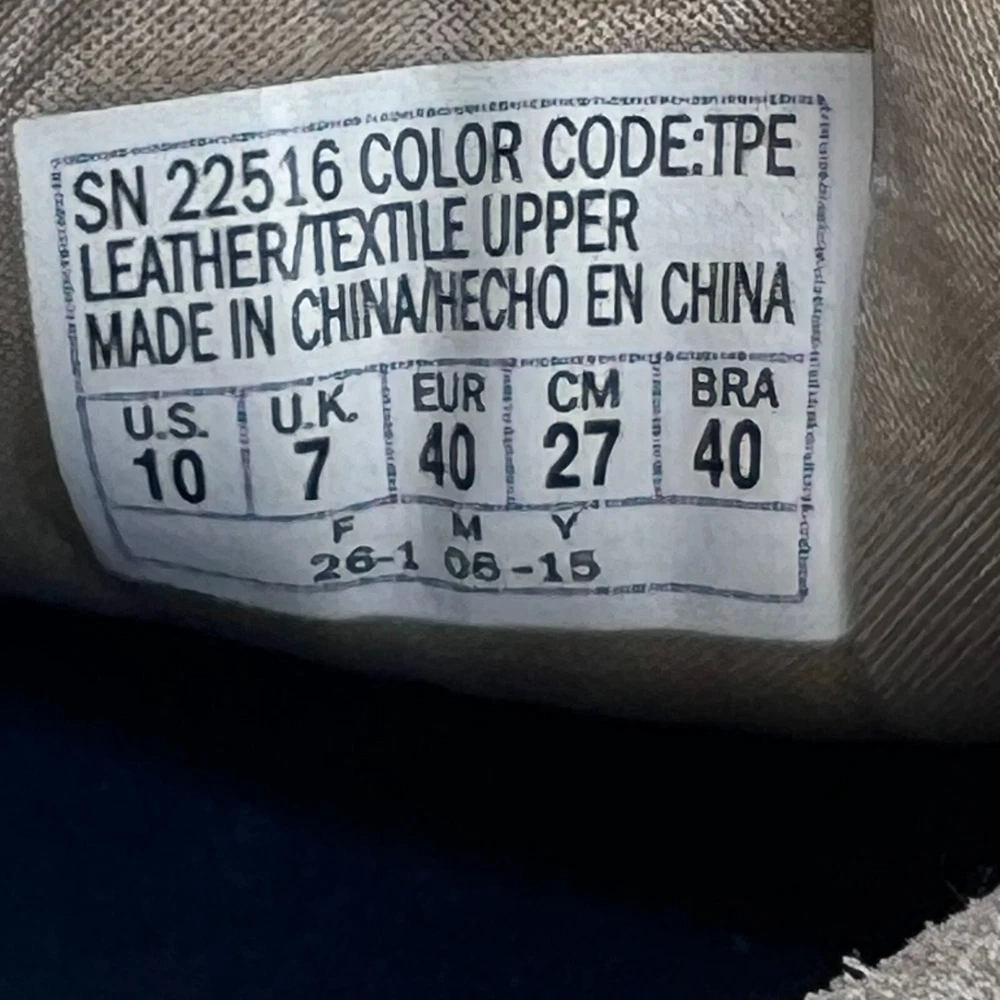 SN 22516 COLOR CODE:TPE
LEATHER/TEXTILE UPPER
MADE IN CHINA/HECHO EN CHINA
U.S. U.K. EUR CM BRA
10 7 40 27 40
F M Y
26-1 06-15